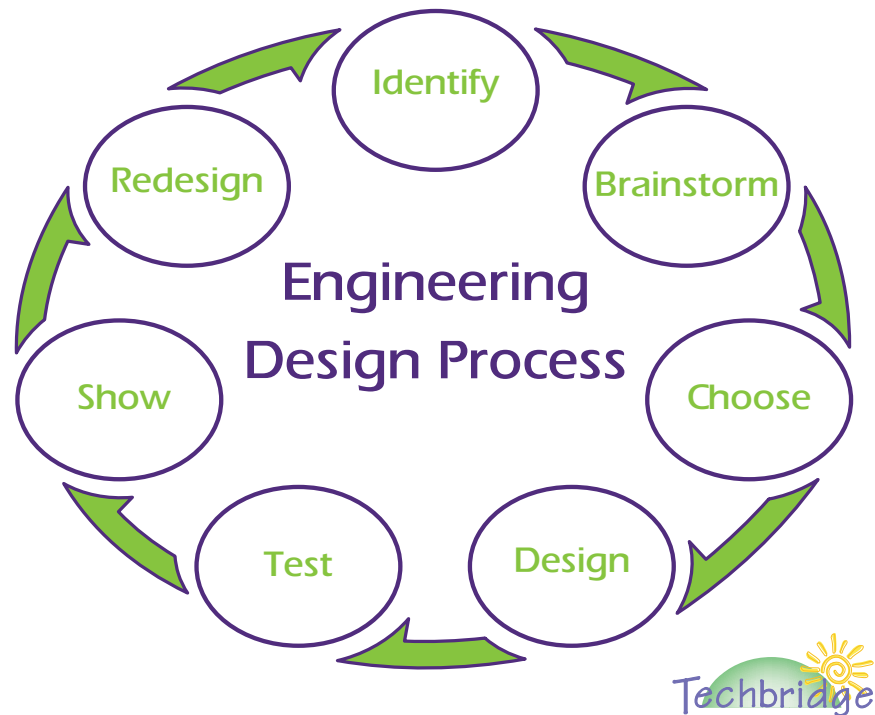 Identify
Brainstorm
Choose
Design
Test
Show
Redesign
Engineering
Design Process
Techbridge